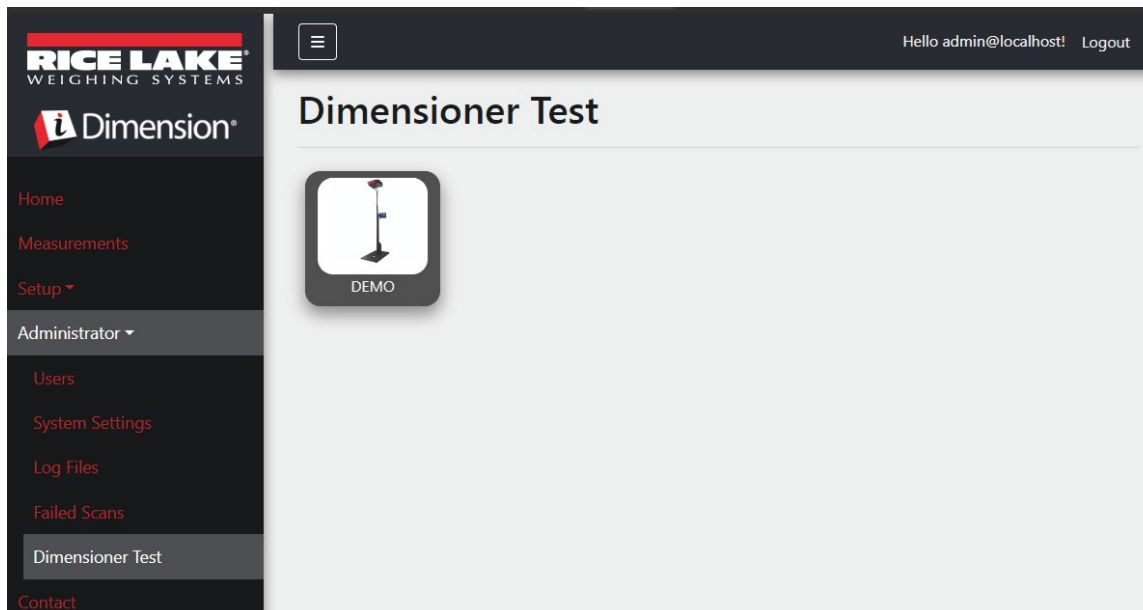 RICE LAKE®
WEIGHING SYSTEMS
i Dimension®
Home
Measurements
Setup
Administrator
Users
System Settings
Log Files
Failed Scans
Dimensioner Test
Contact
Hello admin@localhost! Logout
Dimensioner Test
DEMO